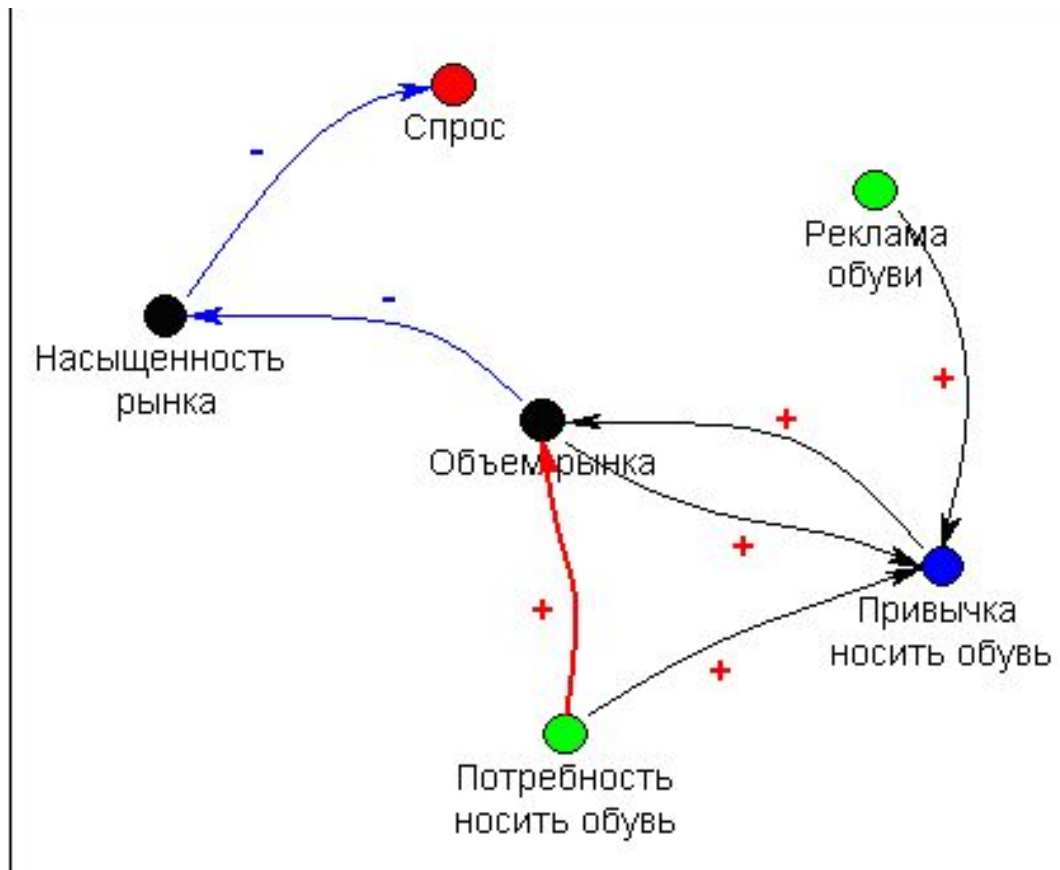 Спрос
-
Реклама
обуви
-
Насыщенность
рынка
+
+
Объем рынка
+
+
Привычка
носить обувь
+
Потребность
носить обувь